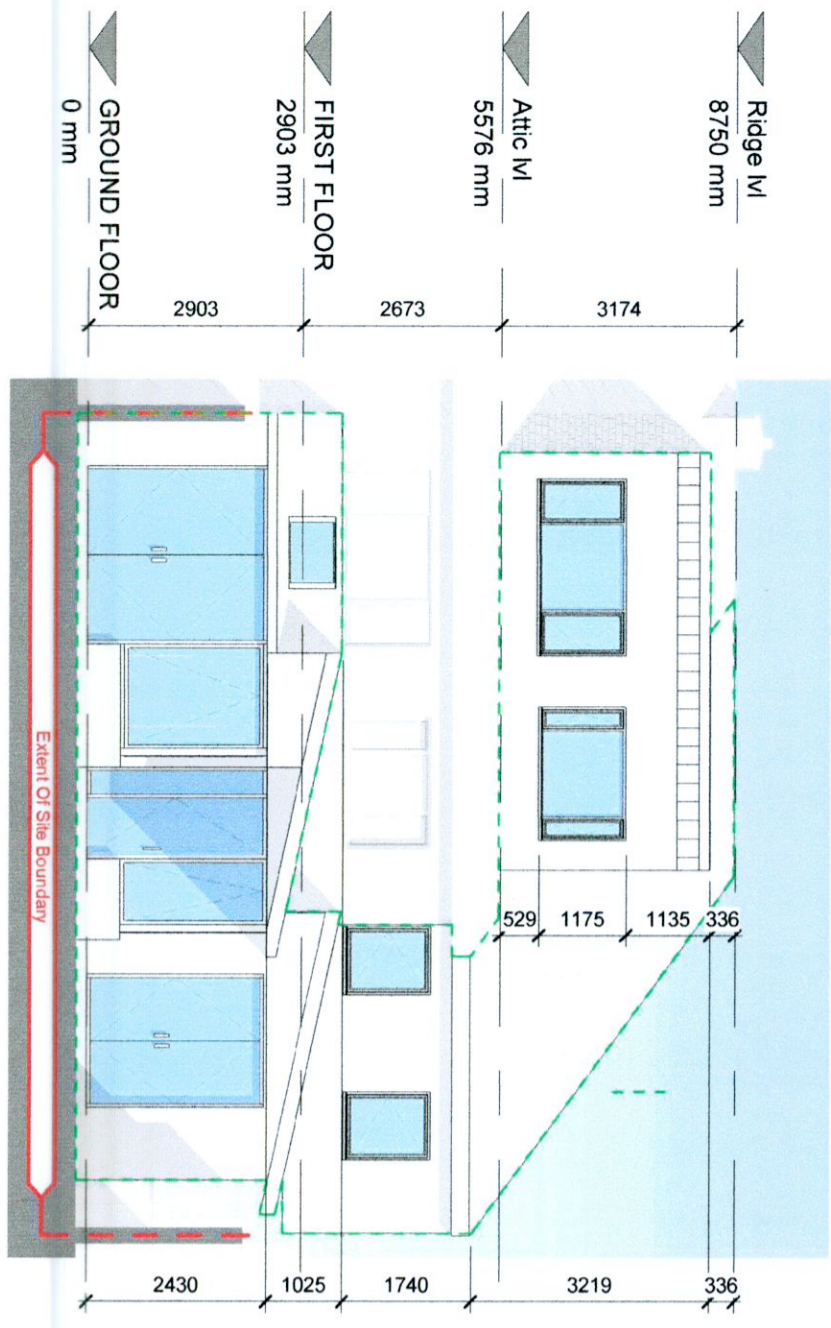 Ridge lvl
8750 mm
Attic lvl
5576 mm
FIRST FLOOR
2903 mm
GROUND FLOOR
0 mm
3174
2673
2903
336
1135
1175
529
336
3219
1740
1025
2430
Extent Of Site Boundary